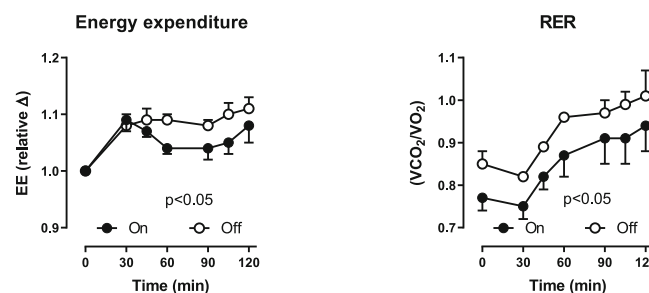 Energy expenditure
EE (relative Δ)
1.2
1.1
1.0
0.9
p<0.05
On
Off
0 30 60 90 120
Time (min)
RER
(VCO2/VO2)
1.1
1.0
0.9
0.8
0.7
p<0.05
On
Off
0 30 60 90 12
Time (min)